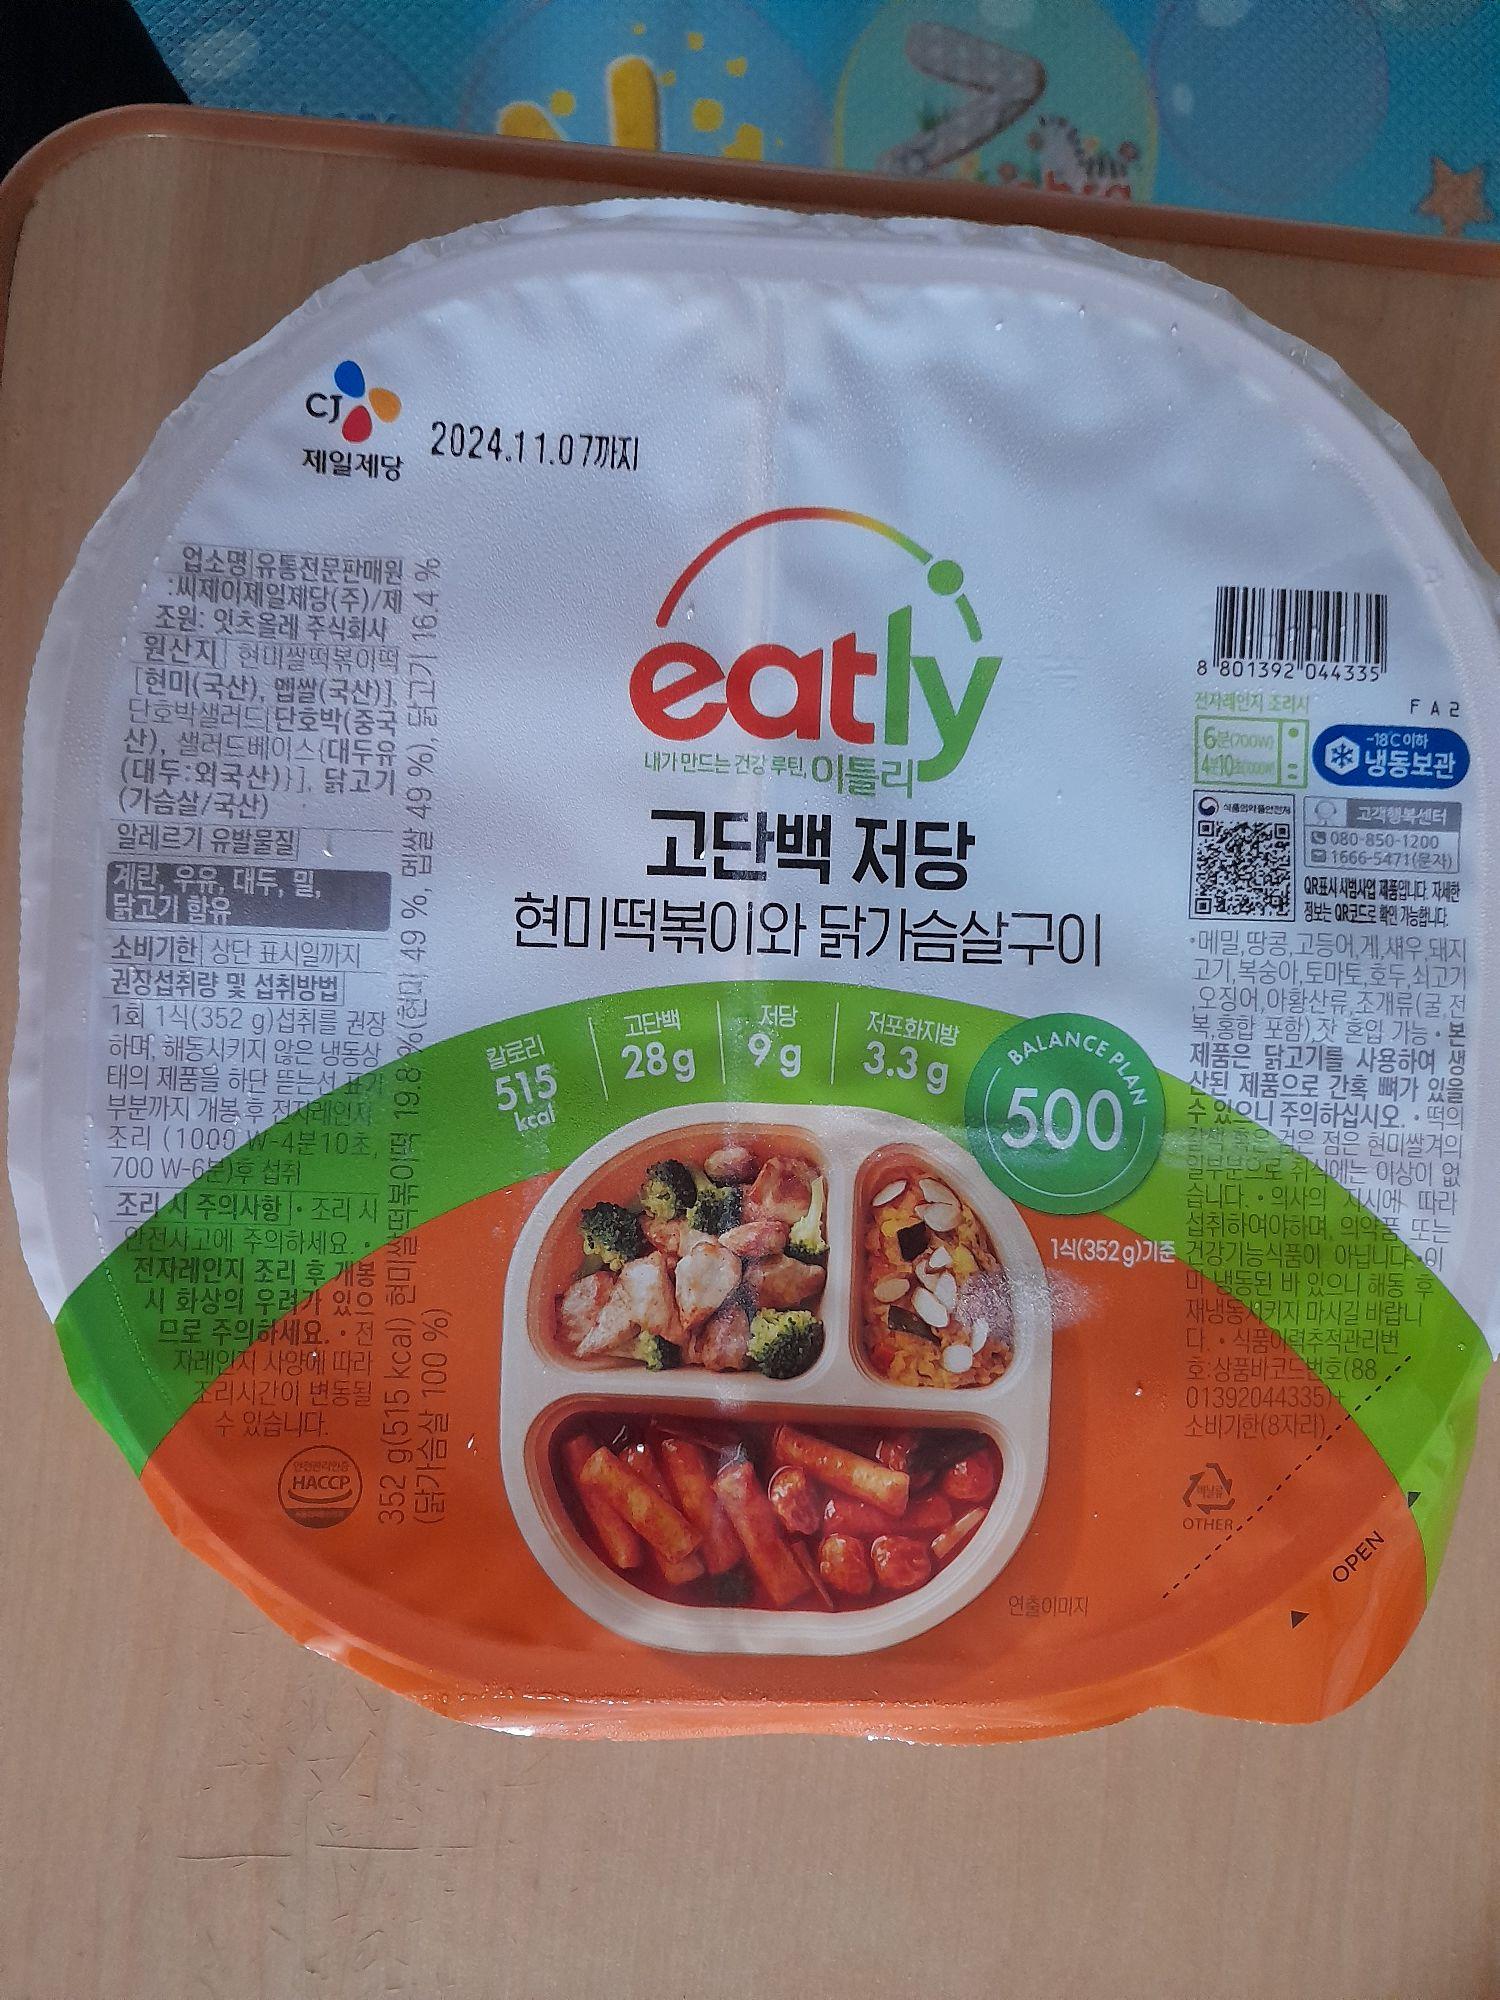 CJ
제일제당
2024.11.07까지
업소명 유통전문판매원
:씨제이제일제당(주)/제
조원: 잇츠올레 주식회사
원산지 현미쌀떡볶이떡
[현미(국산), 멥쌀(국산)],
단호박샐러드[단호박(중국
산), 샐러드베이스{대두유
(대두:외국산)}], 닭고기
(가슴살/국산)
알레르기 유발물질
계란, 우유, 대두, 밀,
닭고기 함유
소비기한 상단 표시일까지
권장섭취량 및 섭취방법
1회 1식(352 g)섭취를 권장
하며, 해동시키지 않은 냉동상
태의 제품을 하단 뜯는선 표기
부분까지 개봉 후 전자레인지
조리 (1000 W-4분10초,
700 W-6분)후 섭취
조리 시 주의사항 • 조리 시
안전사고에 주의하세요. •
전자레인지 조리 후 개봉
시 화상의 우려가 있으
므로 주의하세요. • 전
자레인지 사양에 따라
조리시간이 변동될
수 있습니다.
안전관리인증
HACCP
352 g(515 kcal) 현미쌀떡볶이떡 19.8 %(현미 49 %, 멥쌀 49 %), 닭고기 16.4 %
(닭가슴살 100 %)
eatly
내가 만드는 건강 루틴, 이틀리
고단백 저당
현미떡볶이와 닭가슴살구이
칼로리
515
kcal
고단백
28g
저당
9g
저포화지방
3.3g
BALANCE PLAN
500
1식(352g)기준
연출이미지
8 801392 044335
FA2
전자레인지 조리시
6분(700W)
4분10초(1000W)
-18℃이하
냉동보관
식품의약품안전처
고객행복센터
080-850-1200
1666-5471(문자)
QR표시 시범사업 제품입니다. 자세한
정보는 QR코드로 확인 가능합니다.
•메밀,땅콩,고등어,게,새우,돼지
고기,복숭아,토마토,호두,쇠고기
,오징어,아황산류,조개류(굴,전
복,홍합 포함),잣 혼입 가능 • 본
제품은 닭고기를 사용하여 생
산된 제품으로 간혹 뼈가 있을
수 있으니 주의하십시오. • 떡의
갈색 혹은 검은 점은 현미쌀겨의
일부분으로 취식에는 이상이 없
습니다. • 의사의 지시에 따라
섭취하여야하며, 의약품 또는
건강기능식품이 아닙니다. • 이
미 냉동된 바 있으니 해동 후
재냉동시키지 마시길 바랍니
다. • 식품이력추적관리번
호:상품바코드번호(88
01392044335)+
소비기한(8자리)
비닐류
OTHER
OPEN